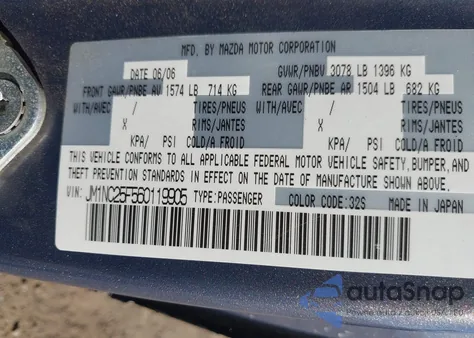 MFD. BY MAZDA MOTOR CORPORATION
DATE 06/06 GVWR/PNBV 3078 LB 1396 KG
FRONT GAWR/PNBE AV 1574 LB 714 KG REAR GAWR/PNBE AR 1504 LB 682 KG
WITH/AVEC / TIRES/PNEUS WITH/AVEC / TIRES/PNEUS
X RIMS/JANTES X RIMS/JANTES
KPA/ PSI COLD/A FROID KPA/ PSI COLD/A FROID
THIS VEHICLE CONFORMS TO ALL APPLICABLE FEDERAL MOTOR VEHICLE SAFETY, BUMPER, AND
THEFT PREVENTION STANDARDS IN EFFECT ON THE DATE OF MANUFACTURE SHOWN ABOVE.
VIN: JM1NC25F560119905 TYPE:PASSENGER COLOR CODE:32S MADE IN JAPAN
autoSnap